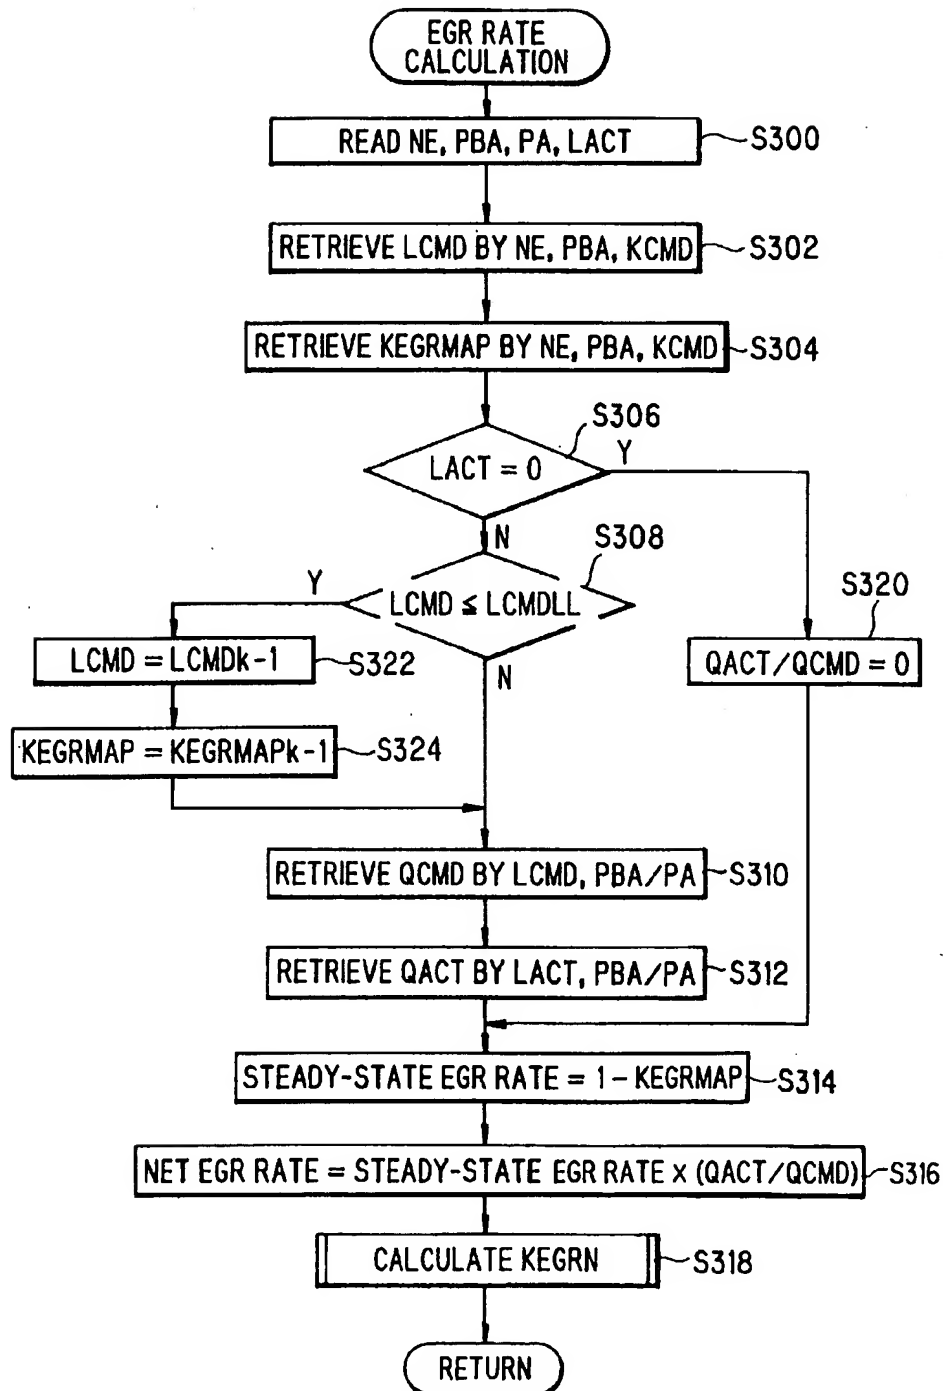 EGR RATE
CALCULATION
READ NE, PBA, PA, LACT
S300
RETRIEVE LCMD BY NE, PBA, KCMD
S302
RETRIEVE KEGRMAP BY NE, PBA, KCMD
S304
S306
LACT = 0
Y
N
S308
Y
LCMD ≦ LCMDLL
S320
LCMD = LCMDk-1
S322
N
QACT/QCMD = 0
KEGRMAP = KEGRMAPk-1
S324
RETRIEVE QCMD BY LCMD, PBA/PA
S310
RETRIEVE QACT BY LACT, PBA/PA
S312
STEADY-STATE EGR RATE = 1 - KEGRMAP
S314
NET EGR RATE = STEADY-STATE EGR RATE x (QACT/QCMD)
S316
CALCULATE KEGRN
S318
RETURN